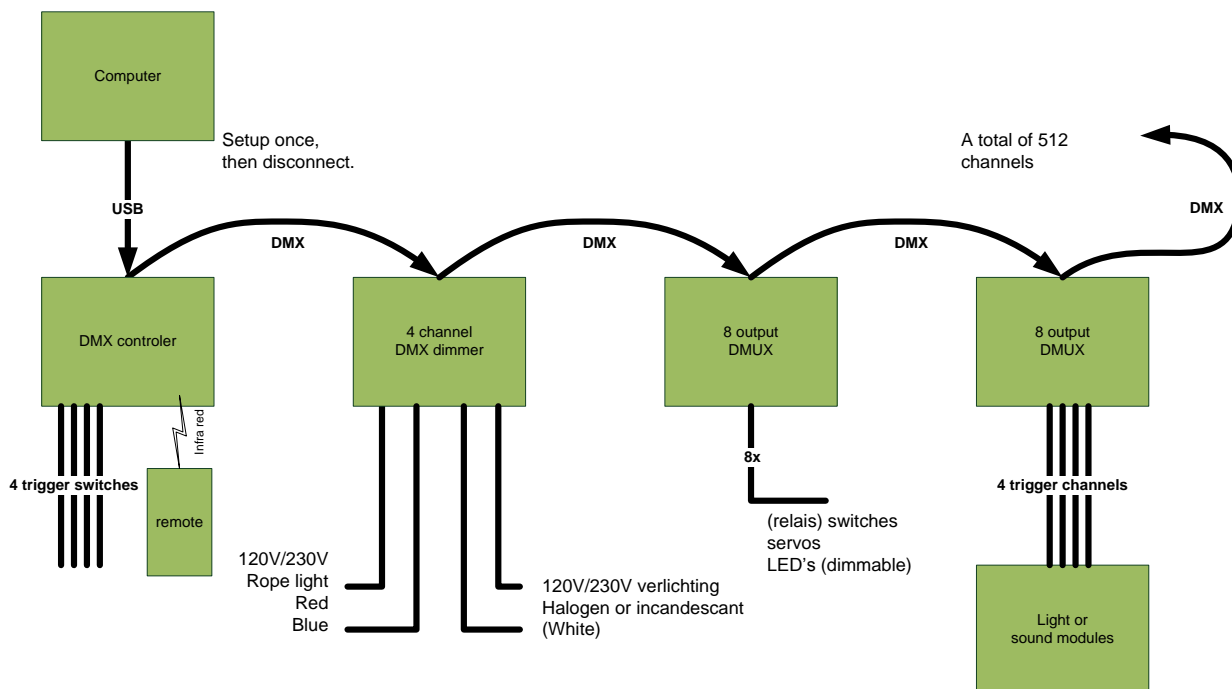 Computer
Setup once,
then disconnect.
A total of 512
channels
USB
DMX
DMX
DMX
DMX
DMX controler
4 channel
DMX dimmer
8 output
DMUX
8 output
DMUX
Infra red
4 trigger switches
remote
8x
4 trigger channels
(relais) switches
servos
LED's (dimmable)
120V/230V
Rope light
Red
Blue
120V/230V verlichting
Halogen or incandescant
(White)
Light or
sound modules